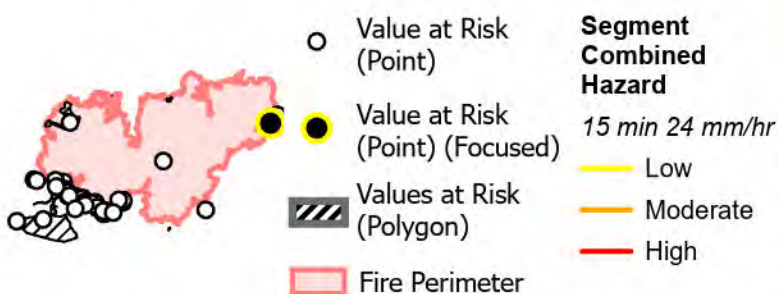 Value at Risk
(Point)
Value at Risk
(Point) (Focused)
Values at Risk
(Polygon)
Fire Perimeter
Segment
Combined
Hazard
15 min 24 mm/hr
Low
Moderate
High